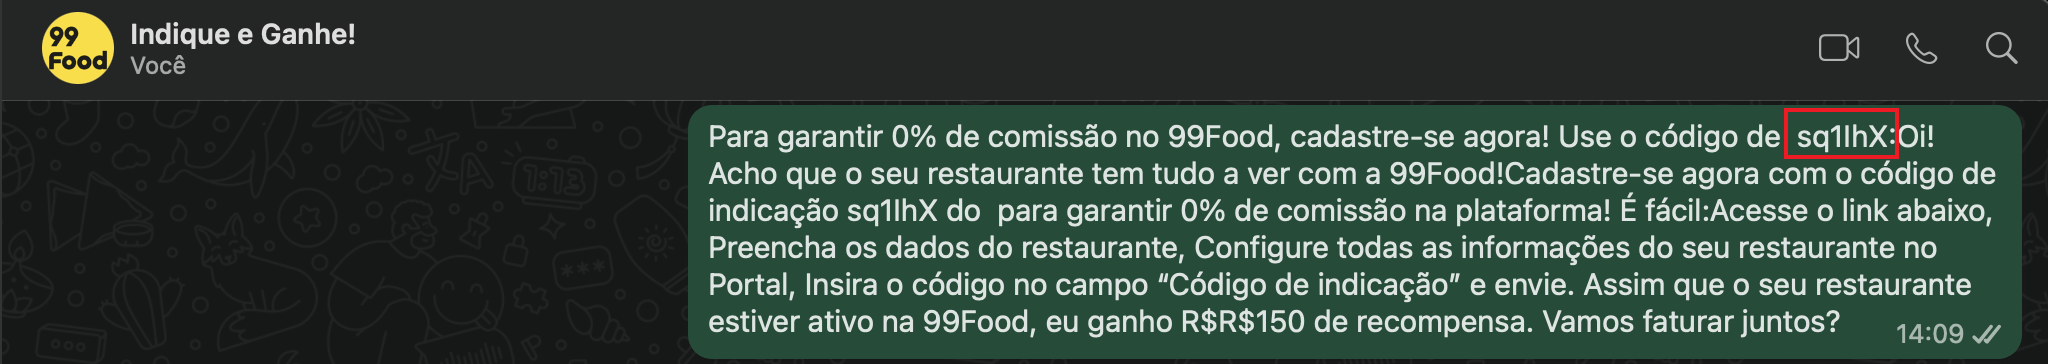 99
Food
Indique e Ganhe!
Você
Para garantir 0% de comissão no 99Food, cadastre-se agora! Use o código de  sq1lhX:Oi!
Acho que o seu restaurante tem tudo a ver com a 99Food!Cadastre-se agora com o código de
indicação sq1lhX do  para garantir 0% de comissão na plataforma! É fácil:Acesse o link abaixo,
Preencha os dados do restaurante, Configure todas as informações do seu restaurante no
Portal, Insira o código no campo “Código de indicação” e envie. Assim que o seu restaurante
estiver ativo na 99Food, eu ganho R$R$150 de recompensa. Vamos faturar juntos?
14:09